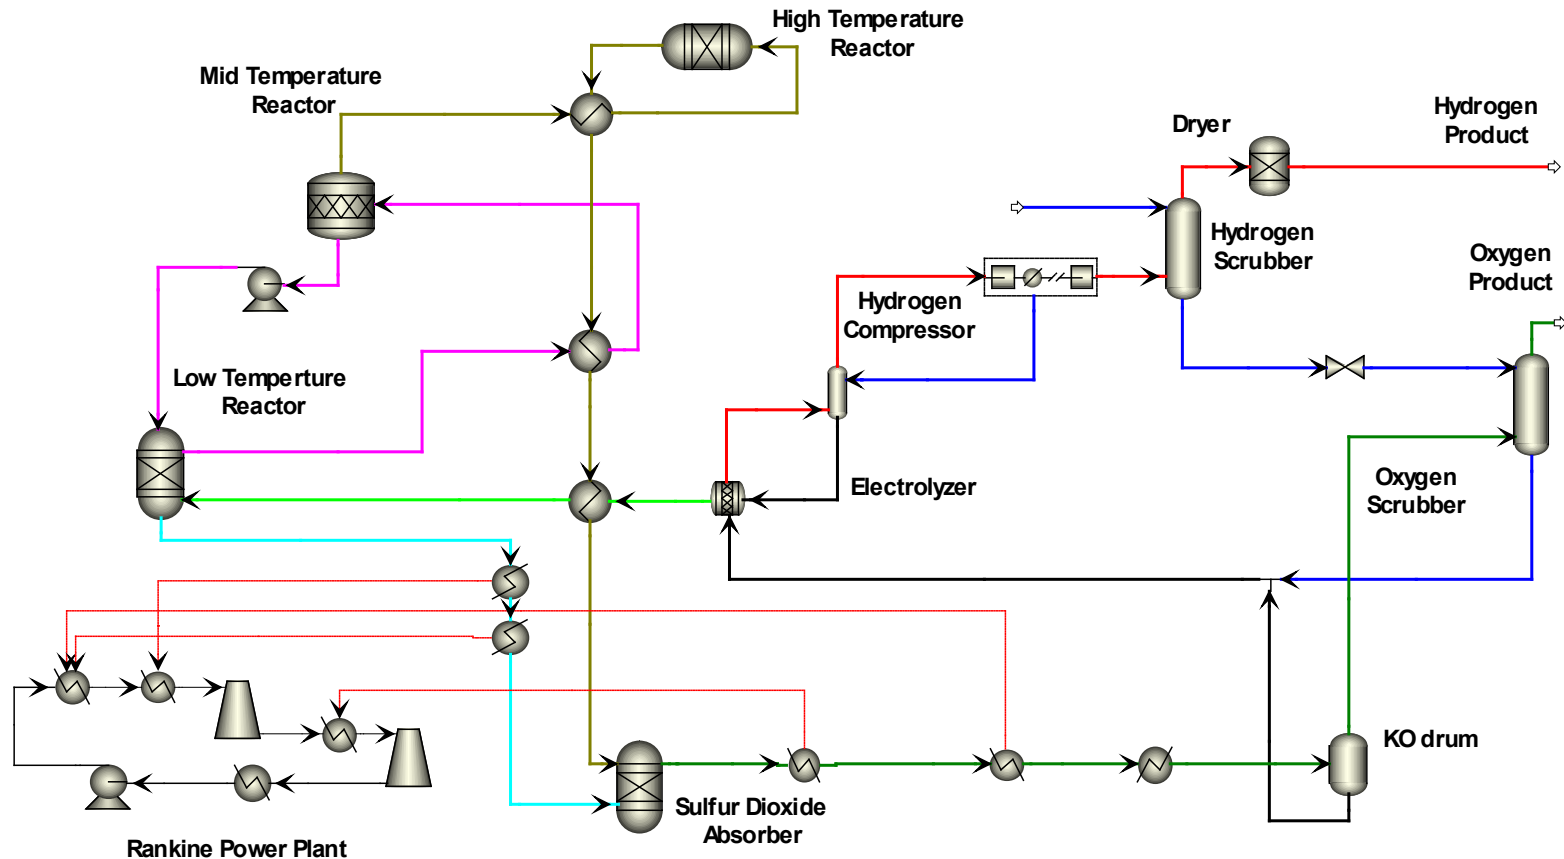 High Temperature
Reactor
Mid Temperature
Reactor
Hydrogen
Product
Dryer
Hydrogen
Scrubber
Oxygen
Product
Hydrogen
Compressor
Low Temperture
Reactor
Electrolyzer
Oxygen
Scrubber
KO drum
Sulfur Dioxide
Absorber
Rankine Power Plant